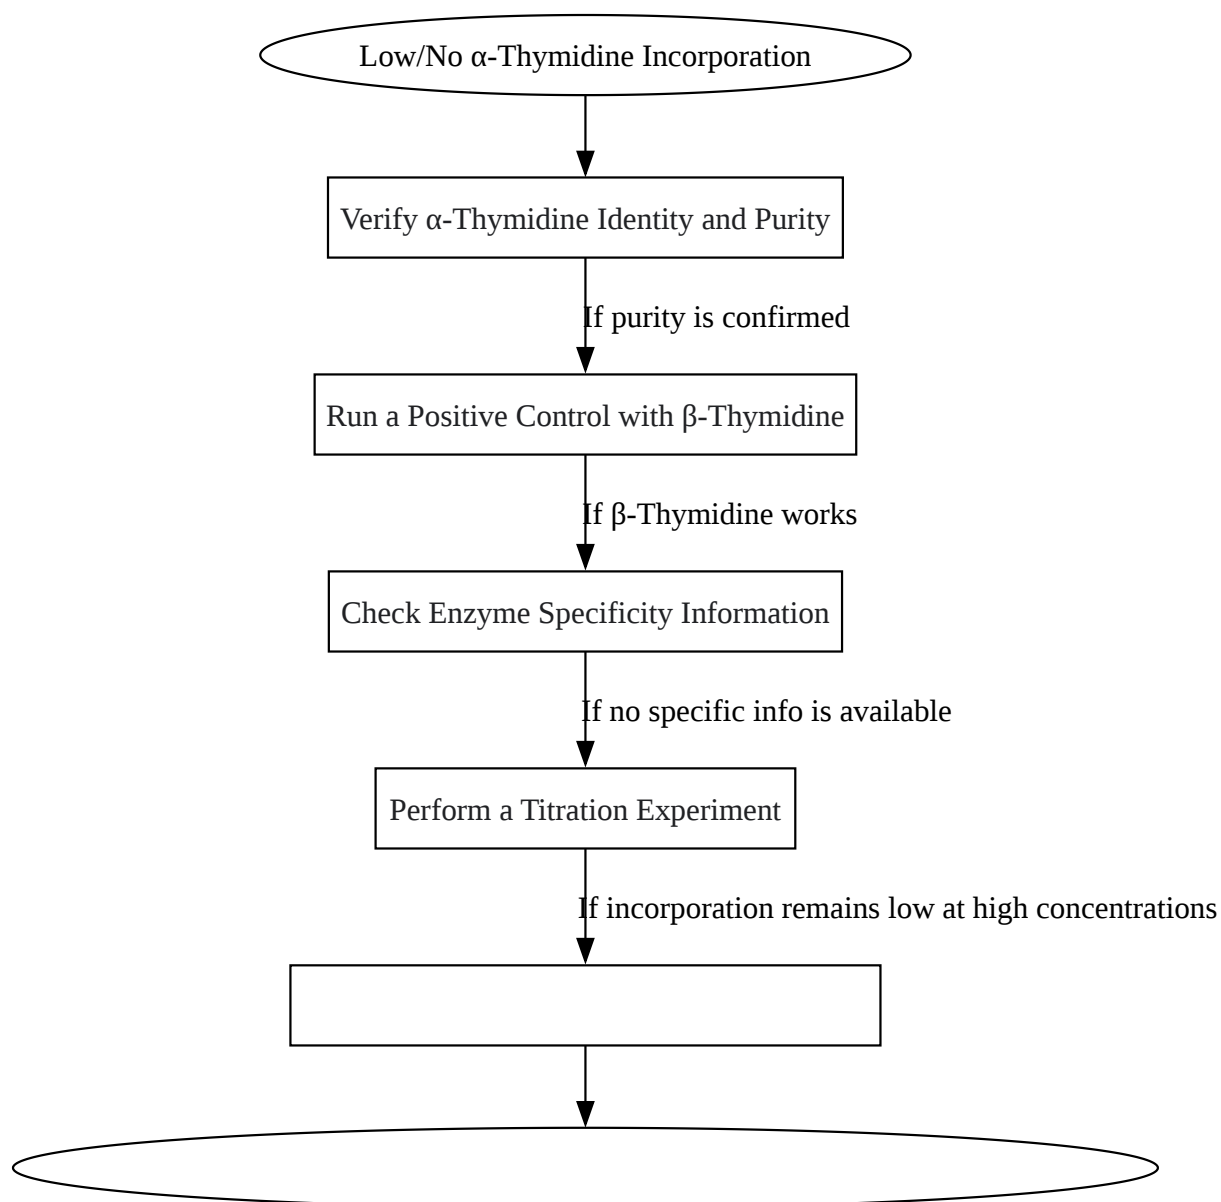 Low/No α-Thymidine Incorporation
Verify α-Thymidine Identity and Purity
If purity is confirmed
Run a Positive Control with β-Thymidine
If β-Thymidine works
Check Enzyme Specificity Information
If no specific info is available
Perform a Titration Experiment
If incorporation remains low at high concentrations